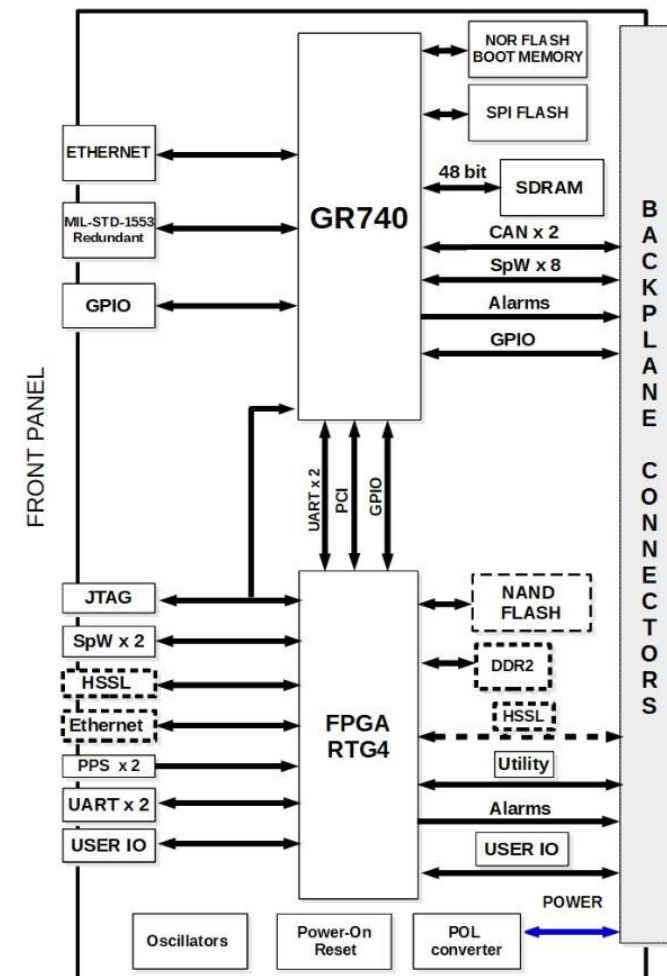 NOR FLASH
BOOT MEMORY
SPI FLASH
ETHERNET
48 bit
SDRAM
MIL-STD-1553
Redundant
GR740
CAN x 2
SpW x 8
GPIO
Alarms
GPIO
FRONT PANEL
BACKPLANE CONNECTORS
UART x 2
PCI
GPIO
JTAG
NAND
FLASH
SpW x 2
DDR2
HSSL
HSSL
Ethernet
FPGA
RTG4
Utility
PPS x 2
UART x 2
Alarms
USER IO
USER IO
POWER
Oscillators
Power-On
Reset
POL
converter